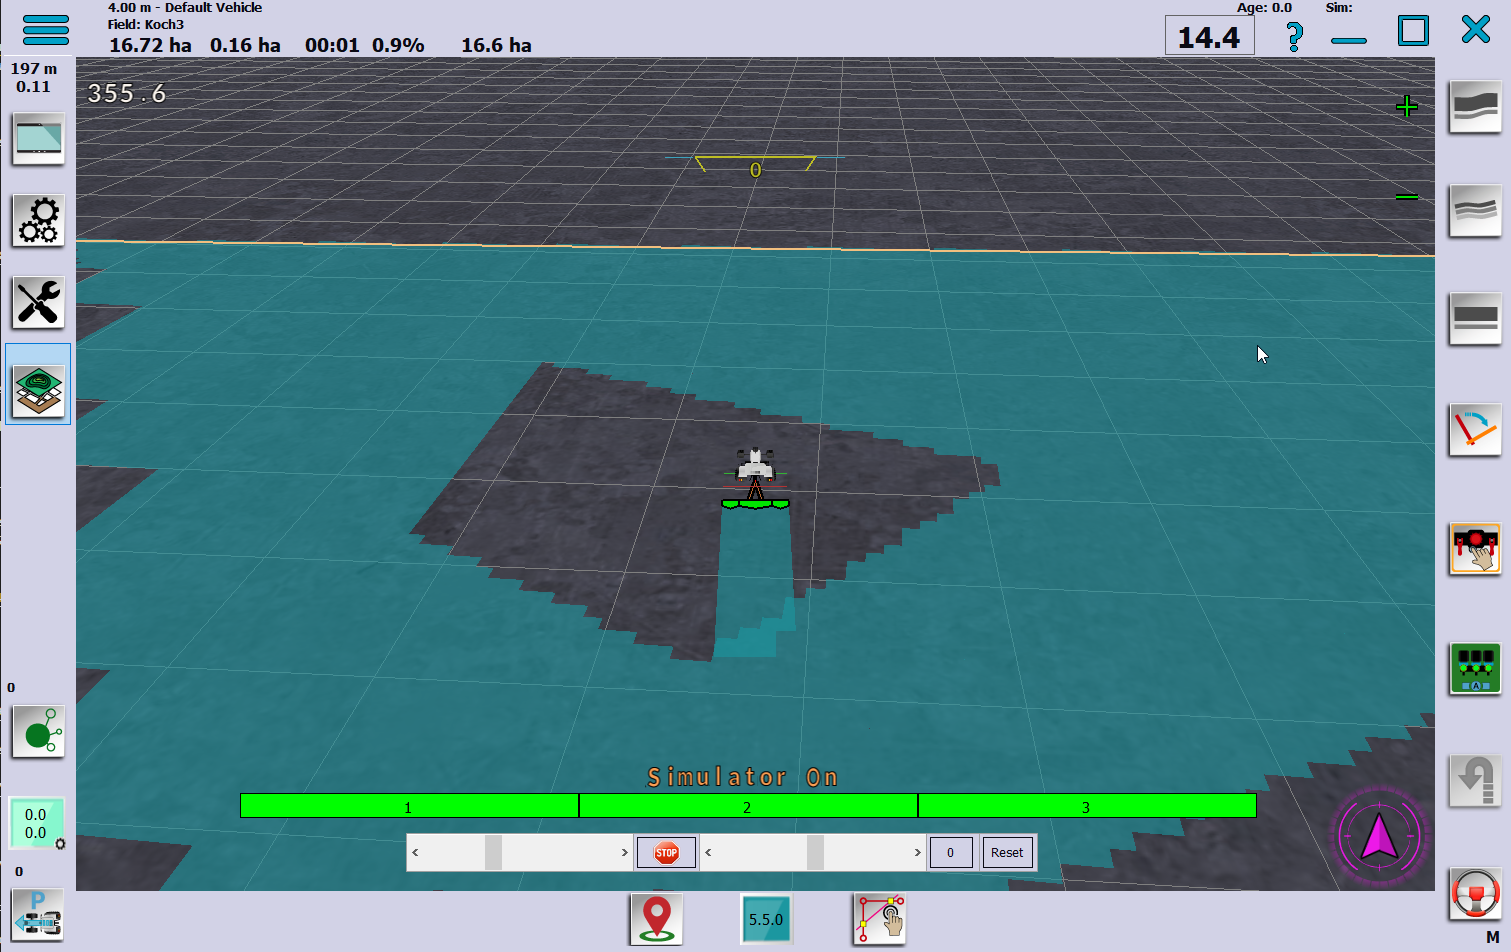 4.00 m - Default Vehicle
Age: 0.0 Sim:
Field: Koch3
16.72 ha 0.16 ha 00:01 0.9% 16.6 ha
14.4
?
197 m
0.11
355.6
0
+
−
0
Simulator On
1 2 3
0.0
0.0
< > STOP < > 0 Reset
0
P
5.5.0
A
M